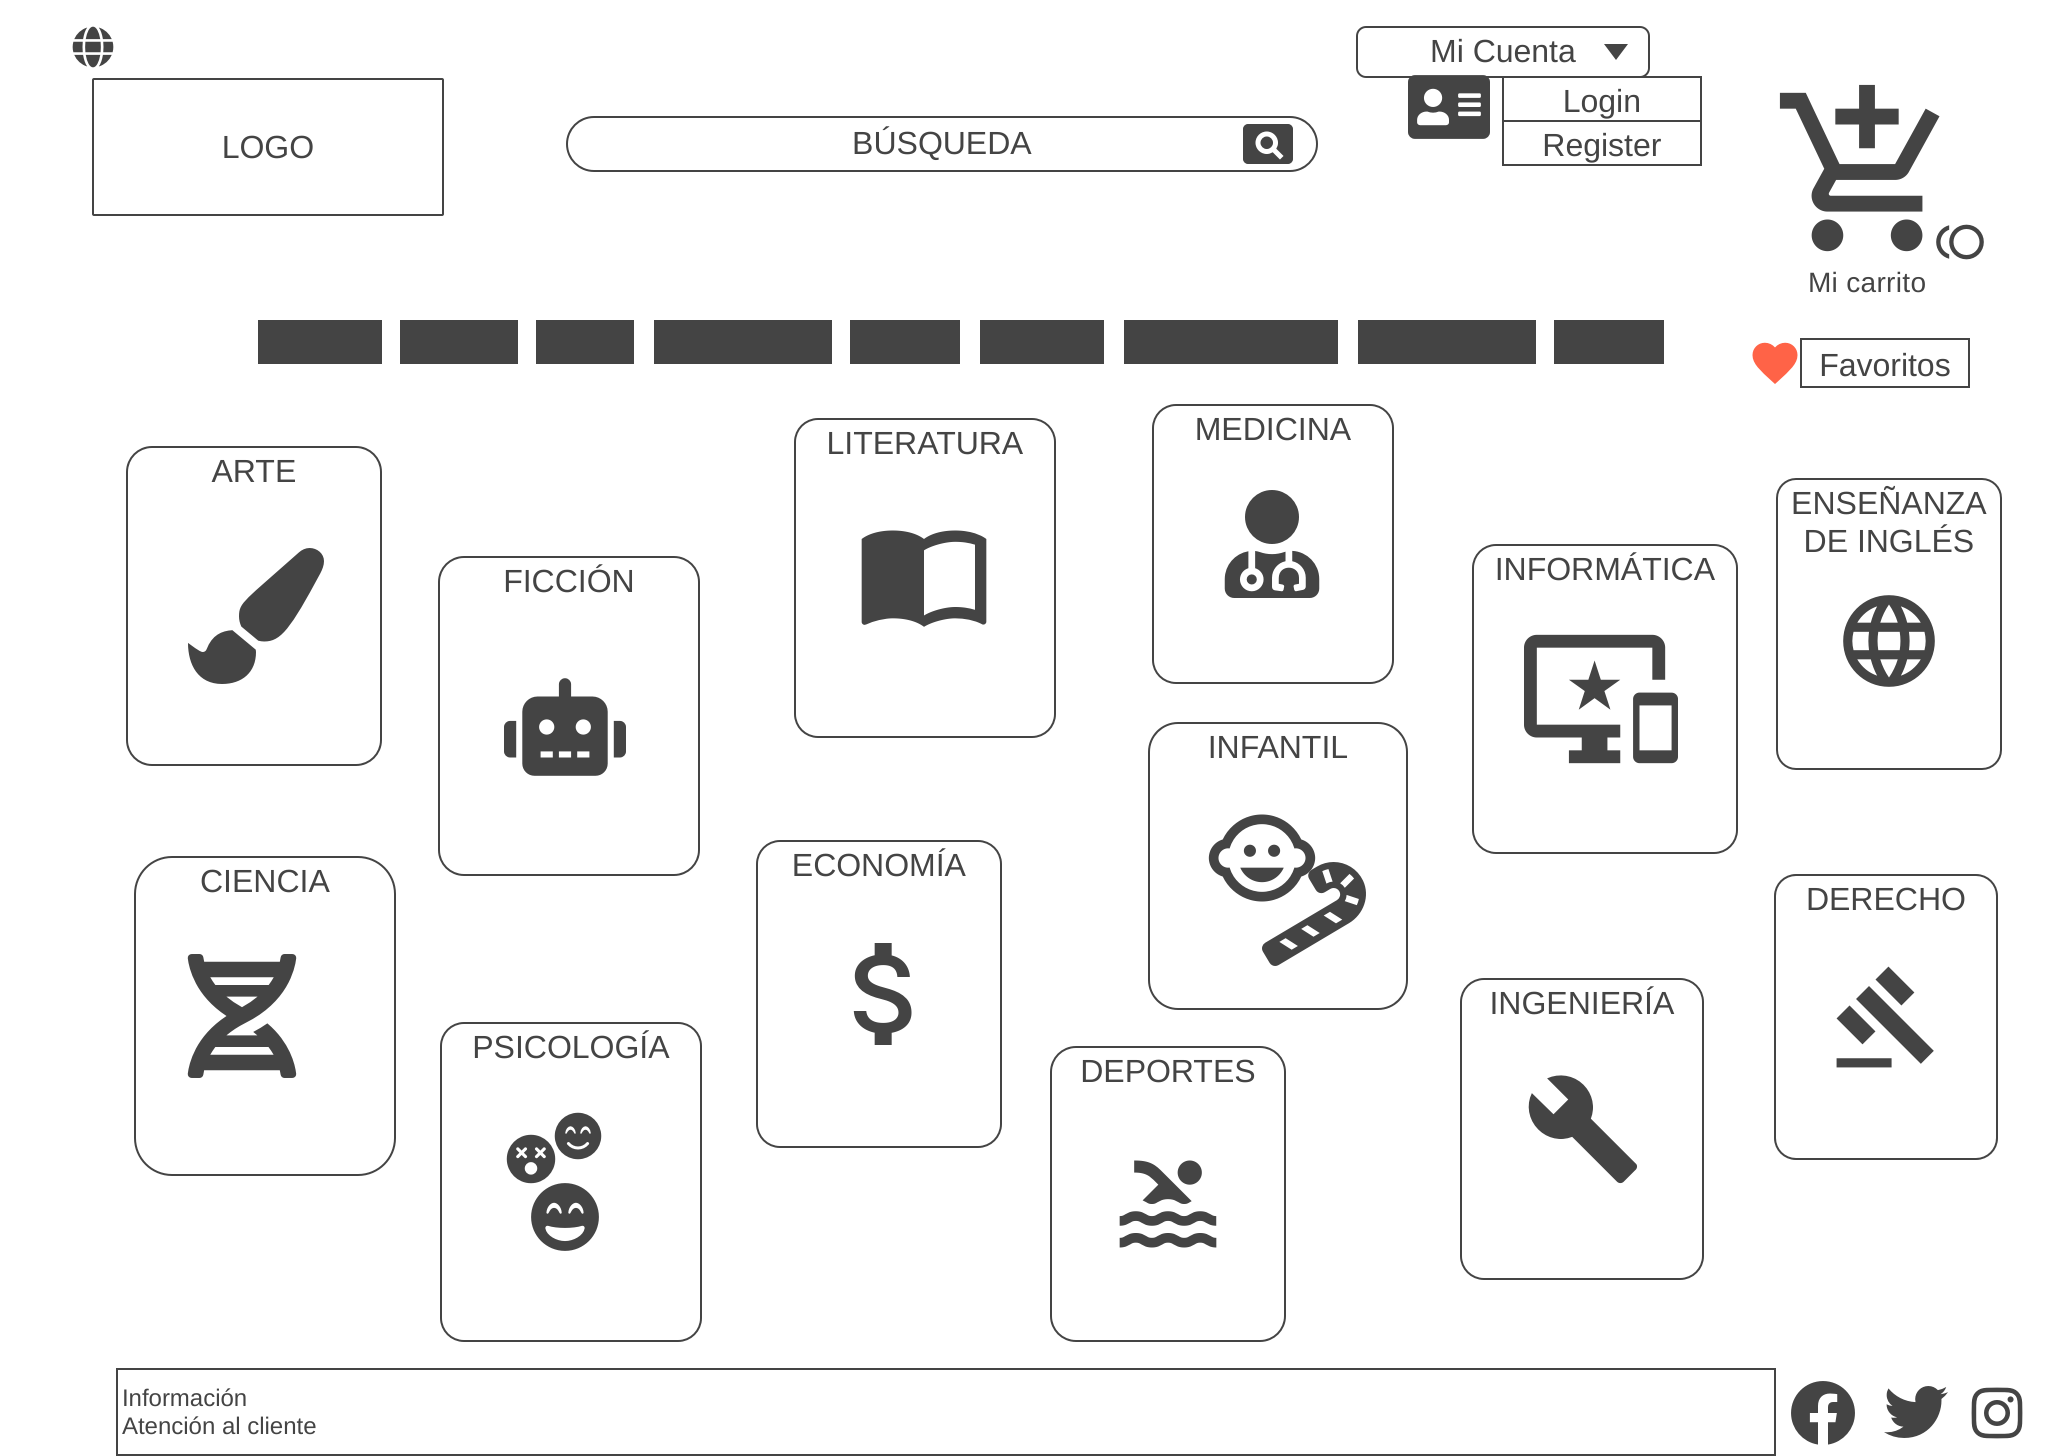 Mi Cuenta
Login
Register
LOGO
BÚSQUEDA
Mi carrito
Favoritos
ARTE
FICCIÓN
LITERATURA
MEDICINA
INFORMÁTICA
ENSEÑANZA
DE INGLÉS
CIENCIA
PSICOLOGÍA
ECONOMÍA
INFANTIL
DEPORTES
INGENIERÍA
DERECHO
Información
Atención al cliente